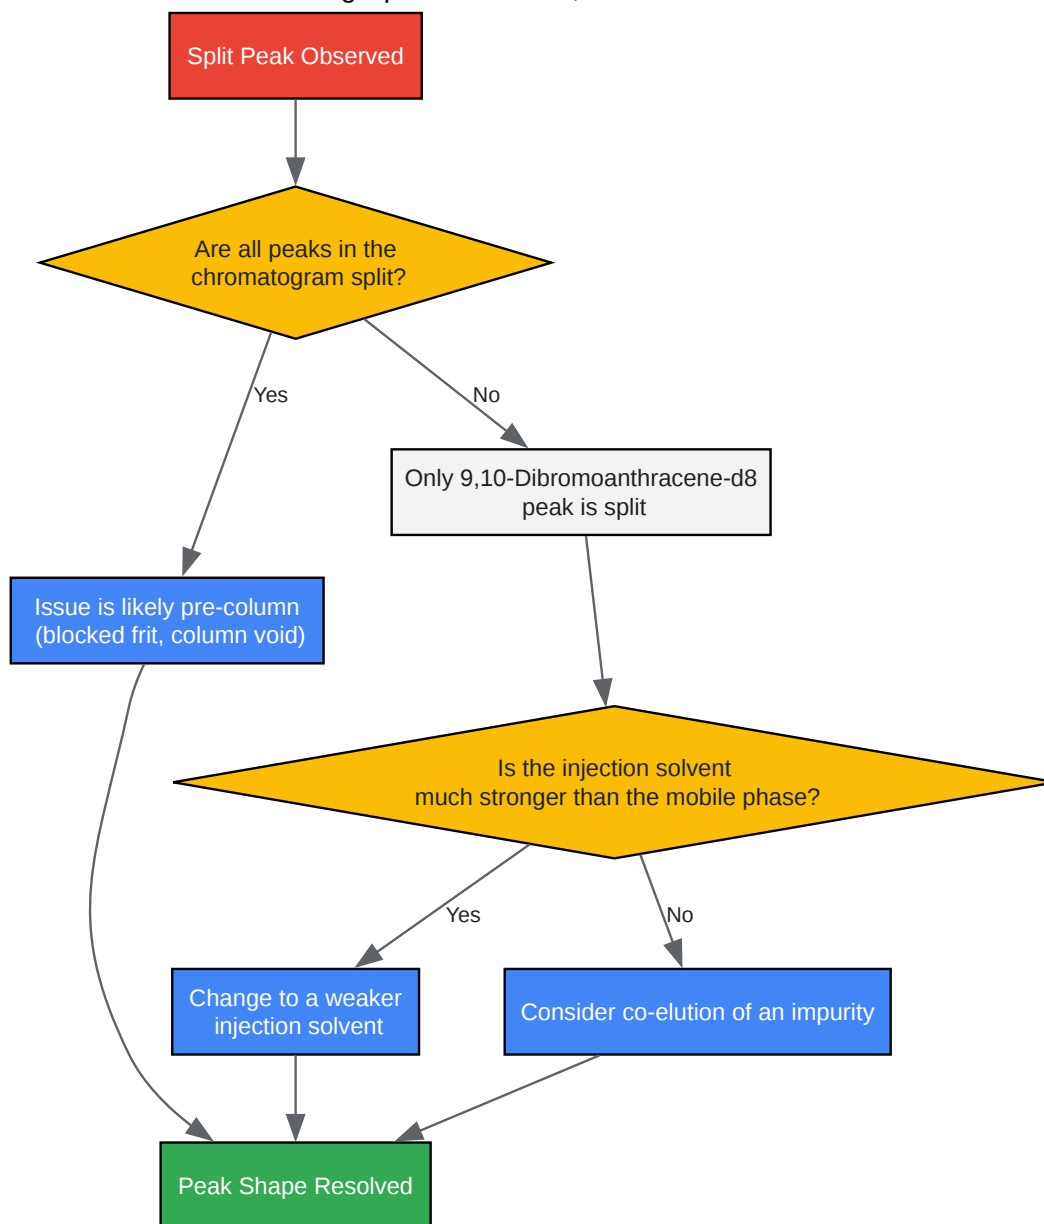 Split Peak Observed
Are all peaks in the
chromatogram split?
Yes
No
Only 9,10-Dibromoanthracene-d8
peak is split
Issue is likely pre-column
(blocked frit, column void)
Is the injection solvent
much stronger than the mobile phase?
Yes
No
Change to a weaker
injection solvent
Consider co-elution of an impurity
Peak Shape Resolved